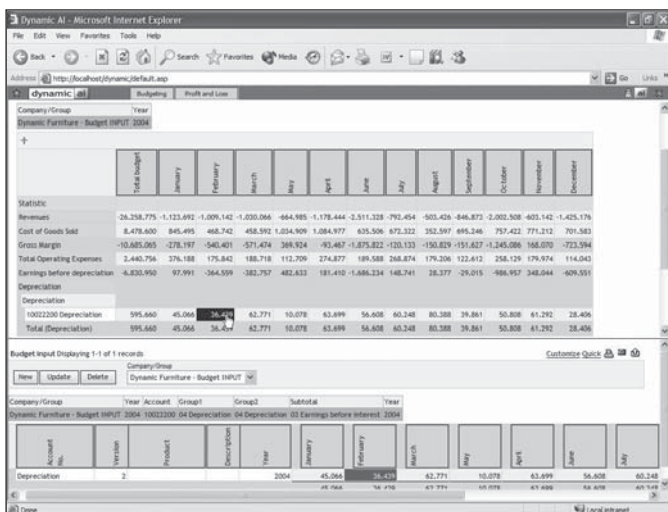 Dynamic AI - Microsoft Internet Explorer
File Edit View Favorites Tools Help
Back Search Favorites Media
Address http://localhost/dynamic/default.asp Go Links
dynamic ai Budgeting Profit and Loss
Company/Group Year
Dynamic Furniture - Budget INPUT 2004
Total budget January February March May April June July August September October November December
Statistic
Revenues -26.258.775 -1.123.692 -1.009.142 -1.030.066 -664.985 -1.178.444 -2.511.328 -792.454 -503.426 -846.873 -2.002.508 -603.142 -1.425.176
Cost of Goods Sold 8.478.600 845.495 468.742 458.592 1.034.909 1.084.977 635.506 672.322 352.597 695.246 757.422 772.212 701.583
Gross Margin -10.685.065 -278.197 -540.401 -571.474 369.924 -93.467 -1.875.822 -120.133 -150.829 -151.627 -1.245.086 168.070 -723.594
Total Operating Expenses 2.440.756 376.188 175.842 188.718 112.709 274.877 189.588 268.874 179.206 122.612 258.129 179.974 114.043
Earnings before depreciation -6.830.950 97.991 -364.559 -382.757 482.633 181.410 -1.686.234 148.741 28.377 -29.015 -986.957 348.044 -609.551
Depreciation
Depreciation
10022200 Depreciation 595.660 45.066 36.429 62.771 10.078 63.699 56.608 60.248 80.388 39.861 50.808 61.292 28.406
Total (Depreciation) 595.660 45.066 62.771 10.078 63.699 56.608 60.248 80.388 39.861 50.808 61.292 28.406
Budget input Displaying 1-1 of 1 records Customize Quick
New Update Delete Company/Group
Dynamic Furniture - Budget INPUT
Company/Group Year Account Group1 Group2 Subtotal Year
Dynamic Furniture - Budget INPUT 2004 10022200 04 Depreciation 04 Depreciation 03 Earnings before interest 2004
Account No. Version Product Description Year January February March May April June July
Depreciation 2 2004 45.066 36.429 62.771 10.078 63.699 56.608 60.248
45.066 36.429 62.771 10.078 63.699 56.608 60.248
Done Local intranet